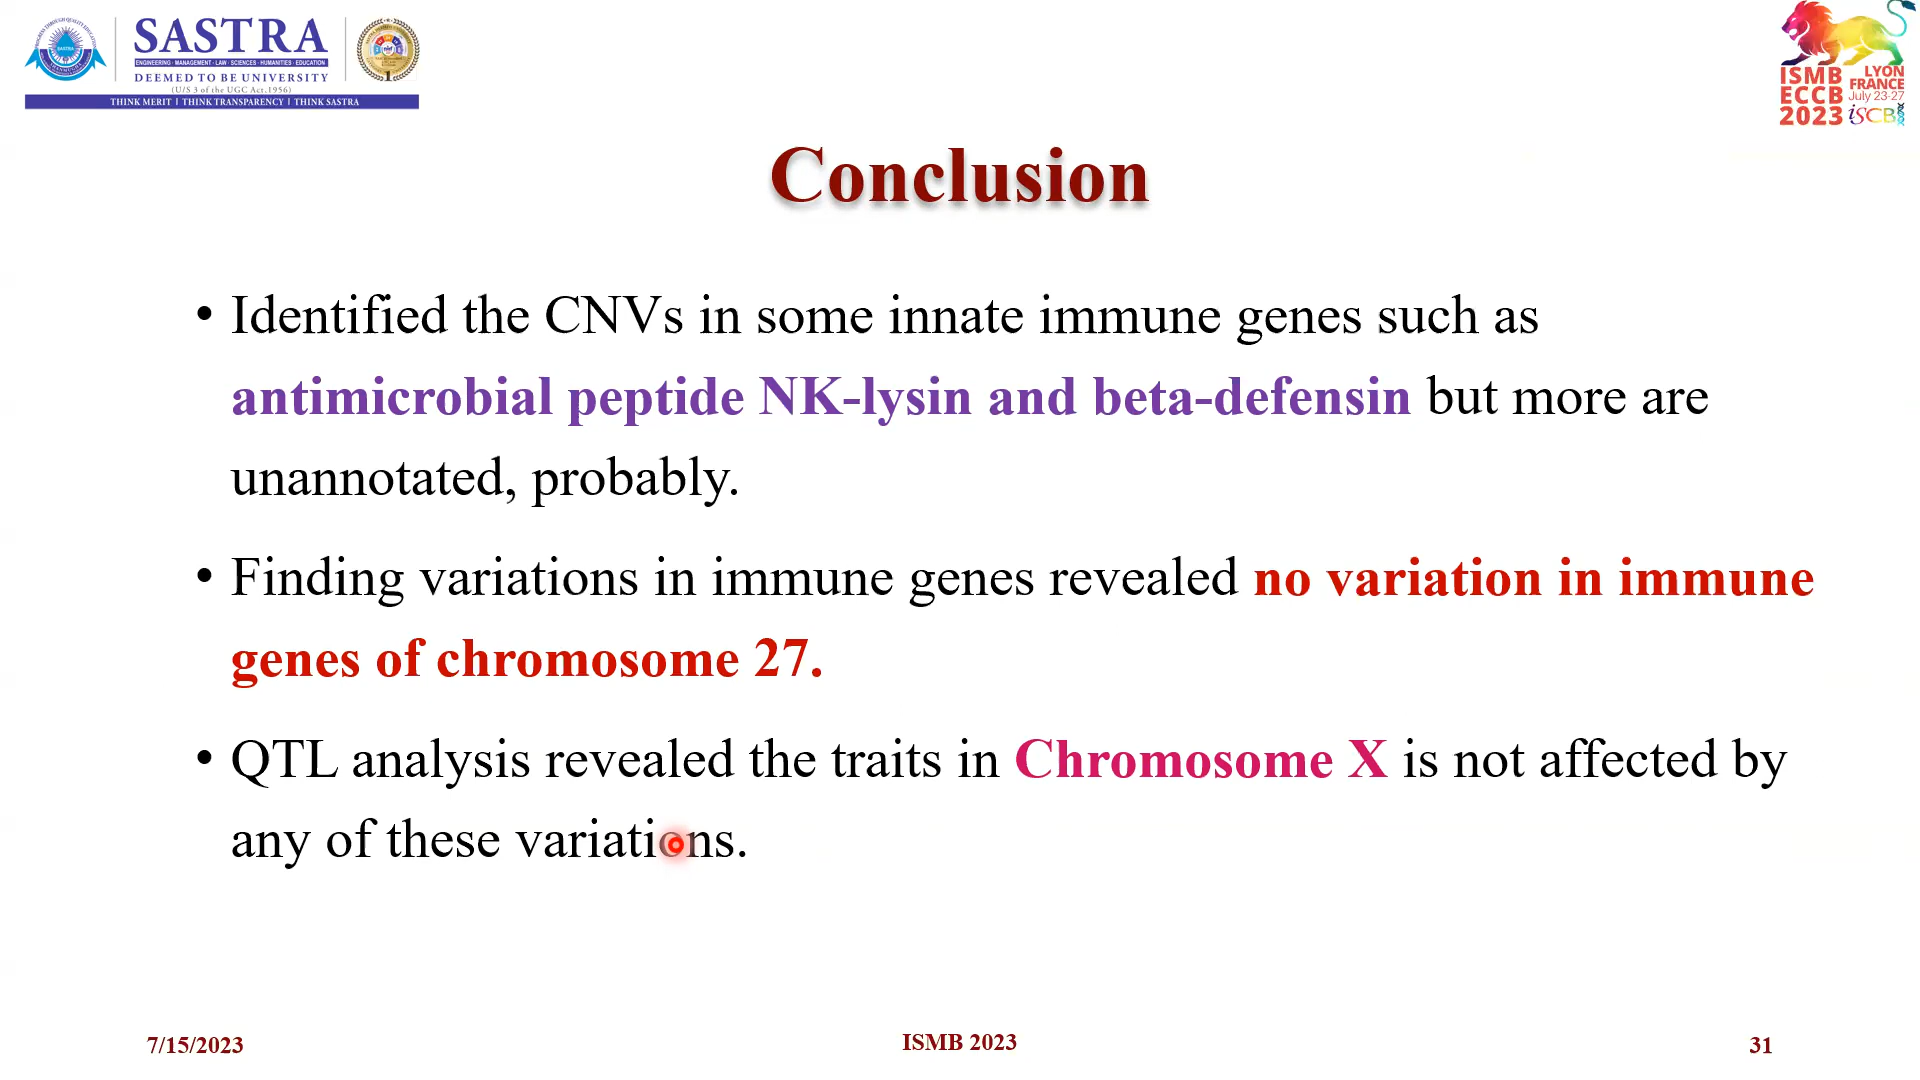 SASTRA
ENGINEERING · MANAGEMENT · LAW · SCIENCES · HUMANITIES · EDUCATION
DEEMED TO BE UNIVERSITY
(U/S 3 of the UGC Act, 1956)
THINK MERIT | THINK TRANSPARENCY | THINK SASTRA
ISMB
ECCB
2023
LYON
FRANCE
July 23-27
iSCB
Conclusion
• Identified the CNVs in some innate immune genes such as
antimicrobial peptide NK-lysin and beta-defensin but more are
unannotated, probably.
• Finding variations in immune genes revealed no variation in immune
genes of chromosome 27.
• QTL analysis revealed the traits in Chromosome X is not affected by
any of these variations.
7/15/2023
ISMB 2023
31